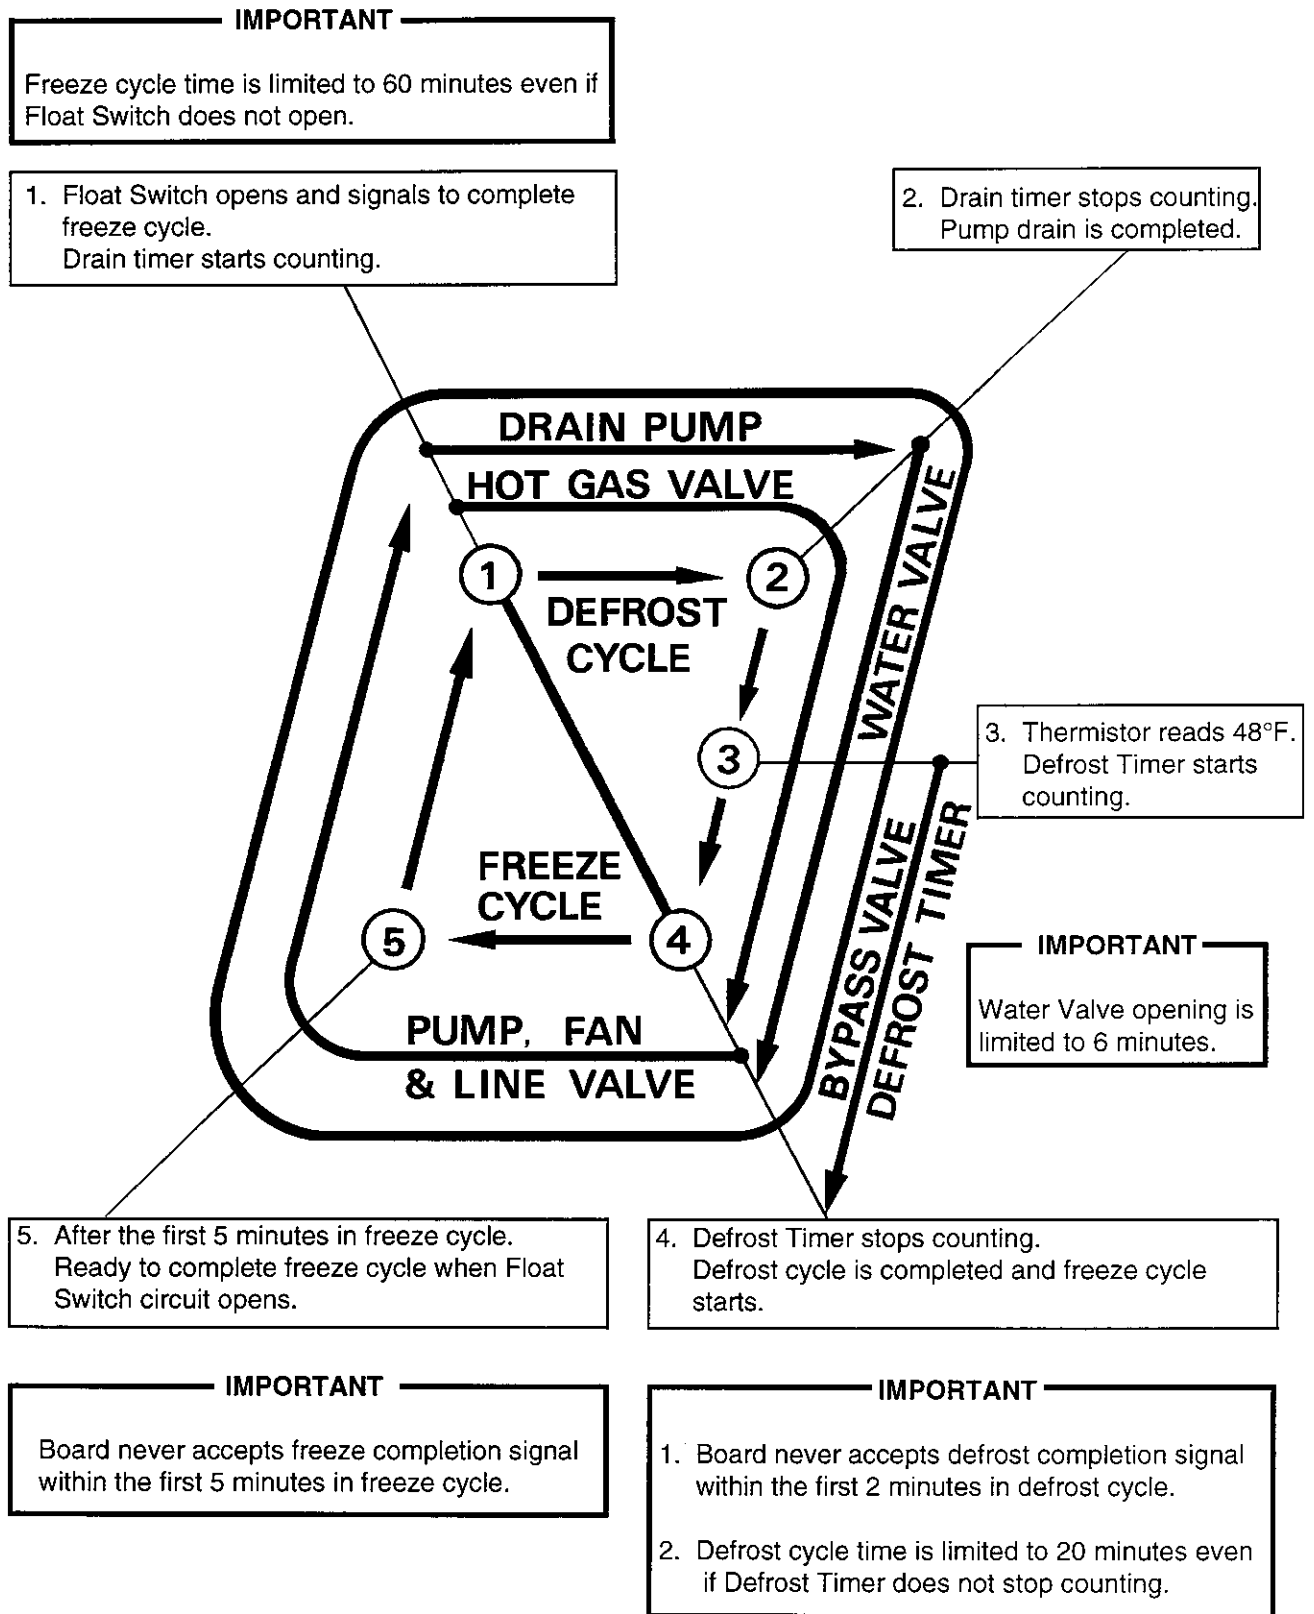 IMPORTANT
Freeze cycle time is limited to 60 minutes even if
Float Switch does not open.
1. Float Switch opens and signals to complete
freeze cycle.
Drain timer starts counting.
2. Drain timer stops counting.
Pump drain is completed.
DRAIN PUMP
HOT GAS VALVE
WATER VALVE
1
2
DEFROST
CYCLE
3
3. Thermistor reads 48°F.
Defrost Timer starts
counting.
BYPASS VALVE
DEFROST TIMER
FREEZE
CYCLE
5
4
IMPORTANT
Water Valve opening is
limited to 6 minutes.
PUMP, FAN
& LINE VALVE
5. After the first 5 minutes in freeze cycle.
Ready to complete freeze cycle when Float
Switch circuit opens.
4. Defrost Timer stops counting.
Defrost cycle is completed and freeze cycle
starts.
IMPORTANT
Board never accepts freeze completion signal
within the first 5 minutes in freeze cycle.
IMPORTANT
1. Board never accepts defrost completion signal
within the first 2 minutes in defrost cycle.
2. Defrost cycle time is limited to 20 minutes even
if Defrost Timer does not stop counting.